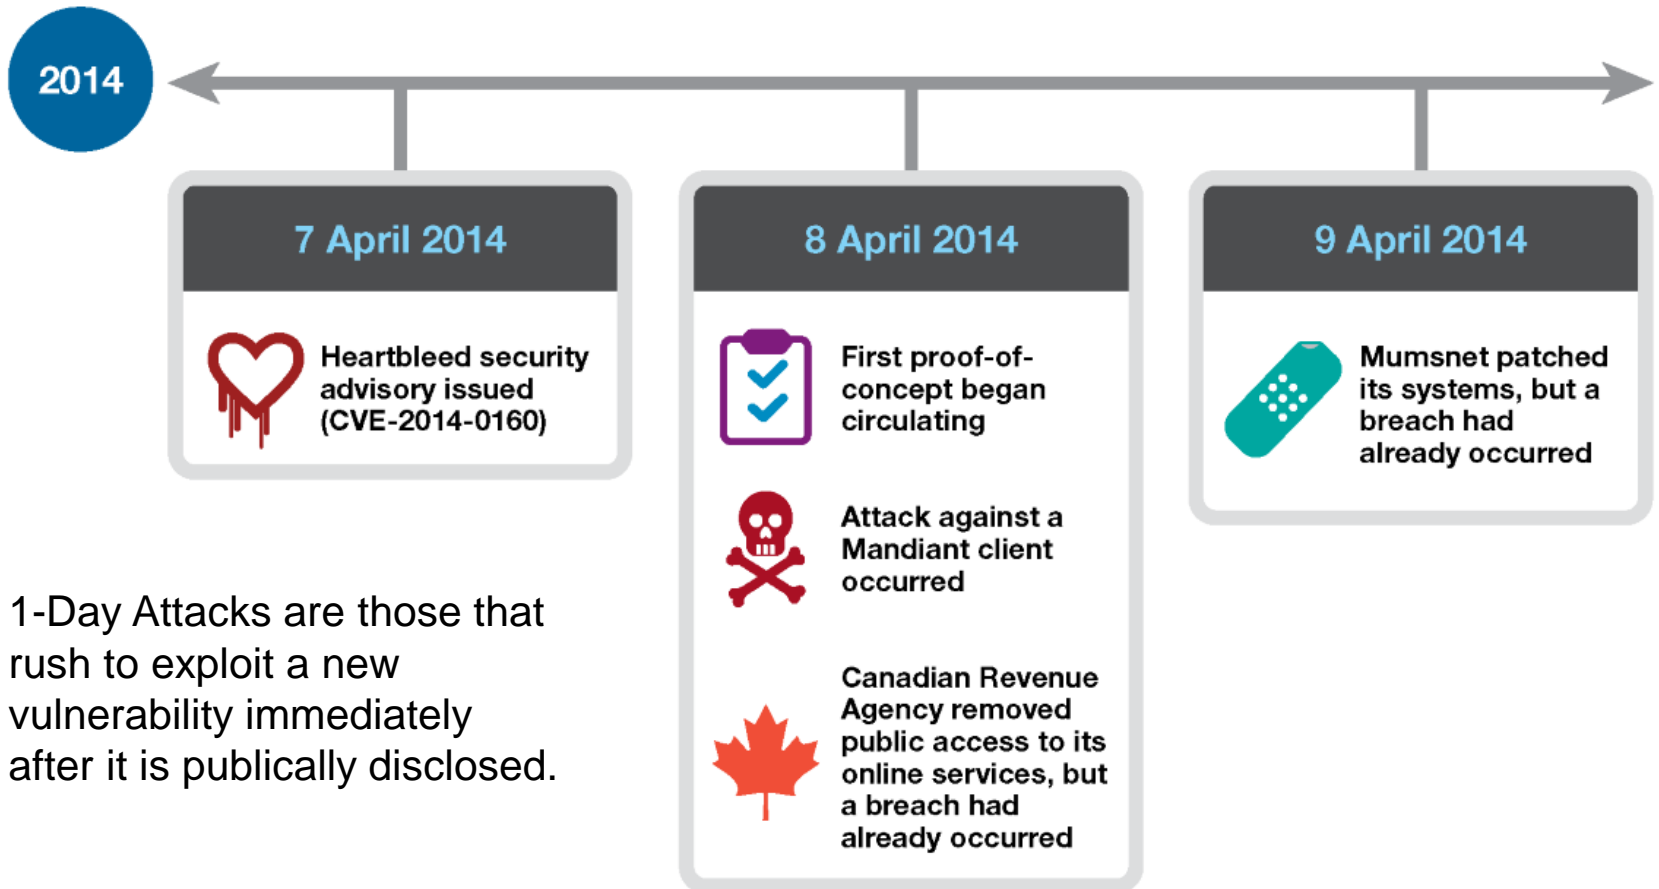 2014
7 April 2014
Heartbleed security
advisory issued
(CVE-2014-0160)
8 April 2014
First proof-of-
concept began
circulating
Attack against a
Mandiant client
occurred
Canadian Revenue
Agency removed
public access to its
online services, but
a breach had
already occurred
9 April 2014
Mumsnet patched
its systems, but a
breach had
already occurred
1-Day Attacks are those that
rush to exploit a new
vulnerability immediately
after it is publically disclosed.